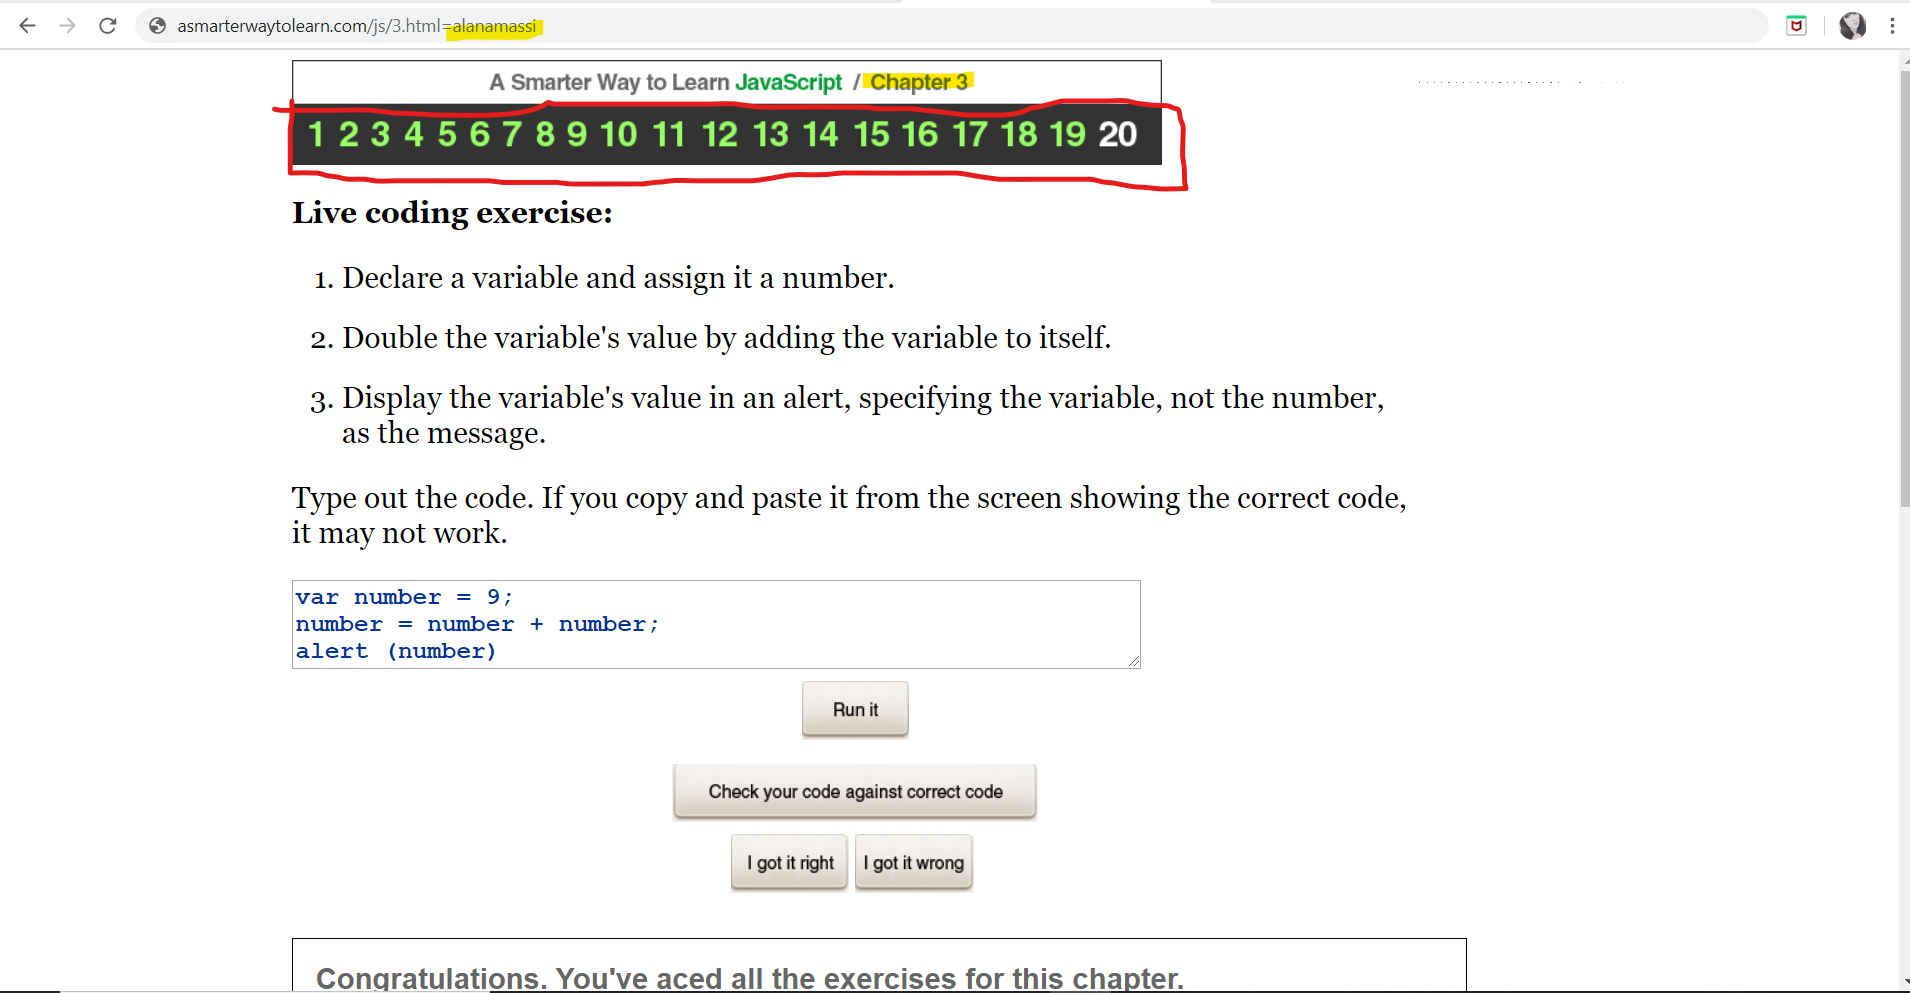 asmarterwaytolearn.com/js/3.html=alanamassi
A Smarter Way to Learn JavaScript / Chapter 3
1 2 3 4 5 6 7 8 9 10 11 12 13 14 15 16 17 18 19 20
Live coding exercise:
1. Declare a variable and assign it a number.
2. Double the variable's value by adding the variable to itself.
3. Display the variable's value in an alert, specifying the variable, not the number,
as the message.
Type out the code. If you copy and paste it from the screen showing the correct code,
it may not work.
var number = 9;
number = number + number;
alert (number)
Run it
Check your code against correct code
I got it right I got it wrong
Congratulations. You've aced all the exercises for this chapter.